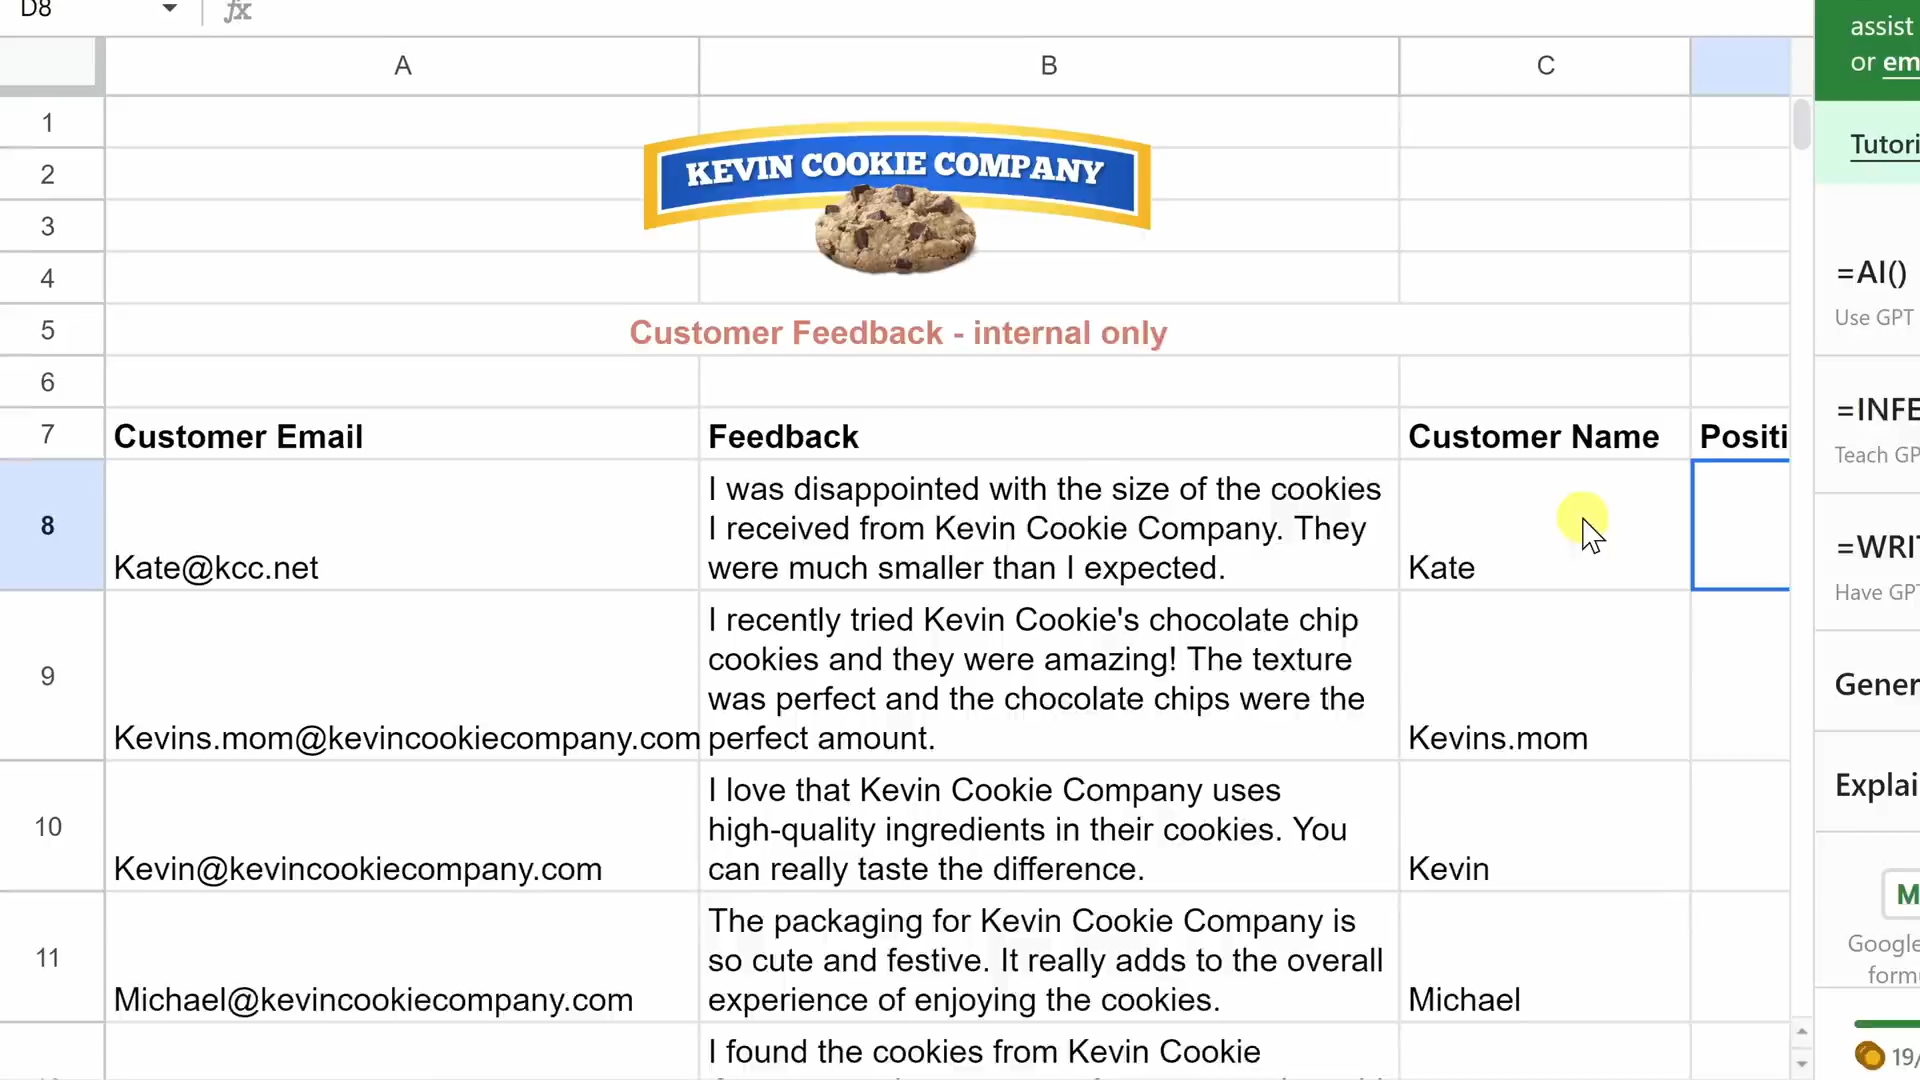 D8
fx
A B C
1
KEVIN COOKIE COMPANY
2
3
4
5 Customer Feedback - internal only
6
7 Customer Email Feedback Customer Name Positi
8 Kate@kcc.net
I was disappointed with the size of the cookies
I received from Kevin Cookie Company. They
were much smaller than I expected.
Kate
9 Kevins.mom@kevincookiecompany.com
I recently tried Kevin Cookie's chocolate chip
cookies and they were amazing! The texture
was perfect and the chocolate chips were the
perfect amount.
Kevins.mom
10 Kevin@kevincookiecompany.com
I love that Kevin Cookie Company uses
high-quality ingredients in their cookies. You
can really taste the difference.
Kevin
11 Michael@kevincookiecompany.com
The packaging for Kevin Cookie Company is
so cute and festive. It really adds to the overall
experience of enjoying the cookies.
Michael
I found the cookies from Kevin Cookie
assist
or em
Tutori
=AI()
Use GPT
=INFE
Teach GP
=WRIT
Have GPT
Gener
Explai
M
Google
formu
19/